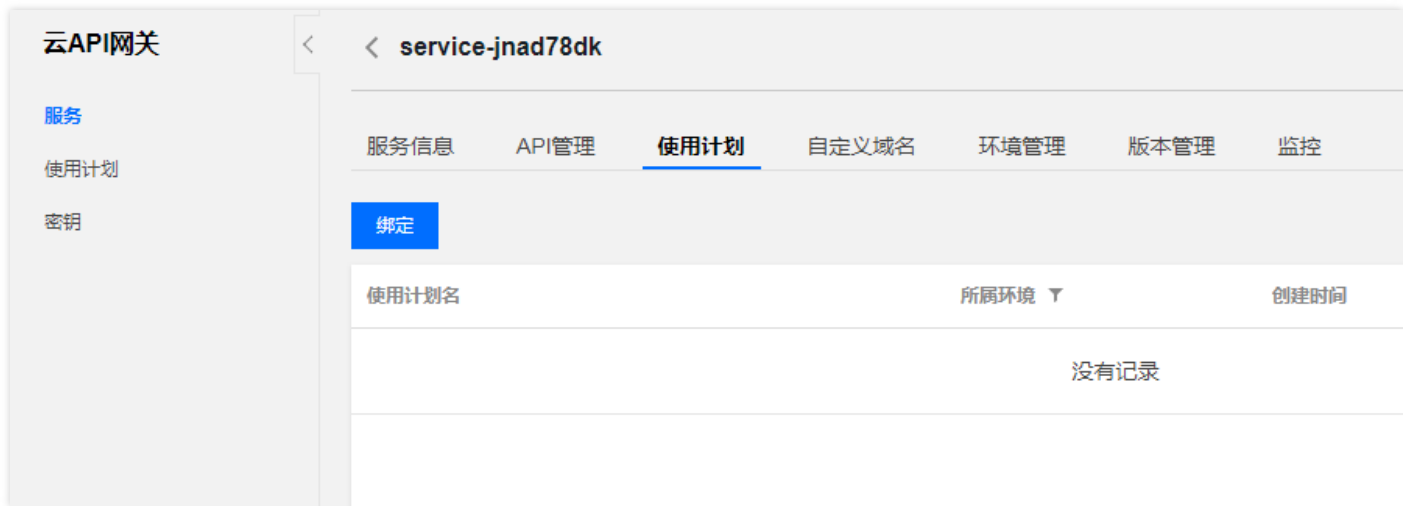 云API网关
服务
使用计划
密钥
service-jnad78dk
服务信息 API管理 使用计划 自定义域名 环境管理 版本管理 监控
绑定
使用计划名 所属环境 创建时间
没有记录